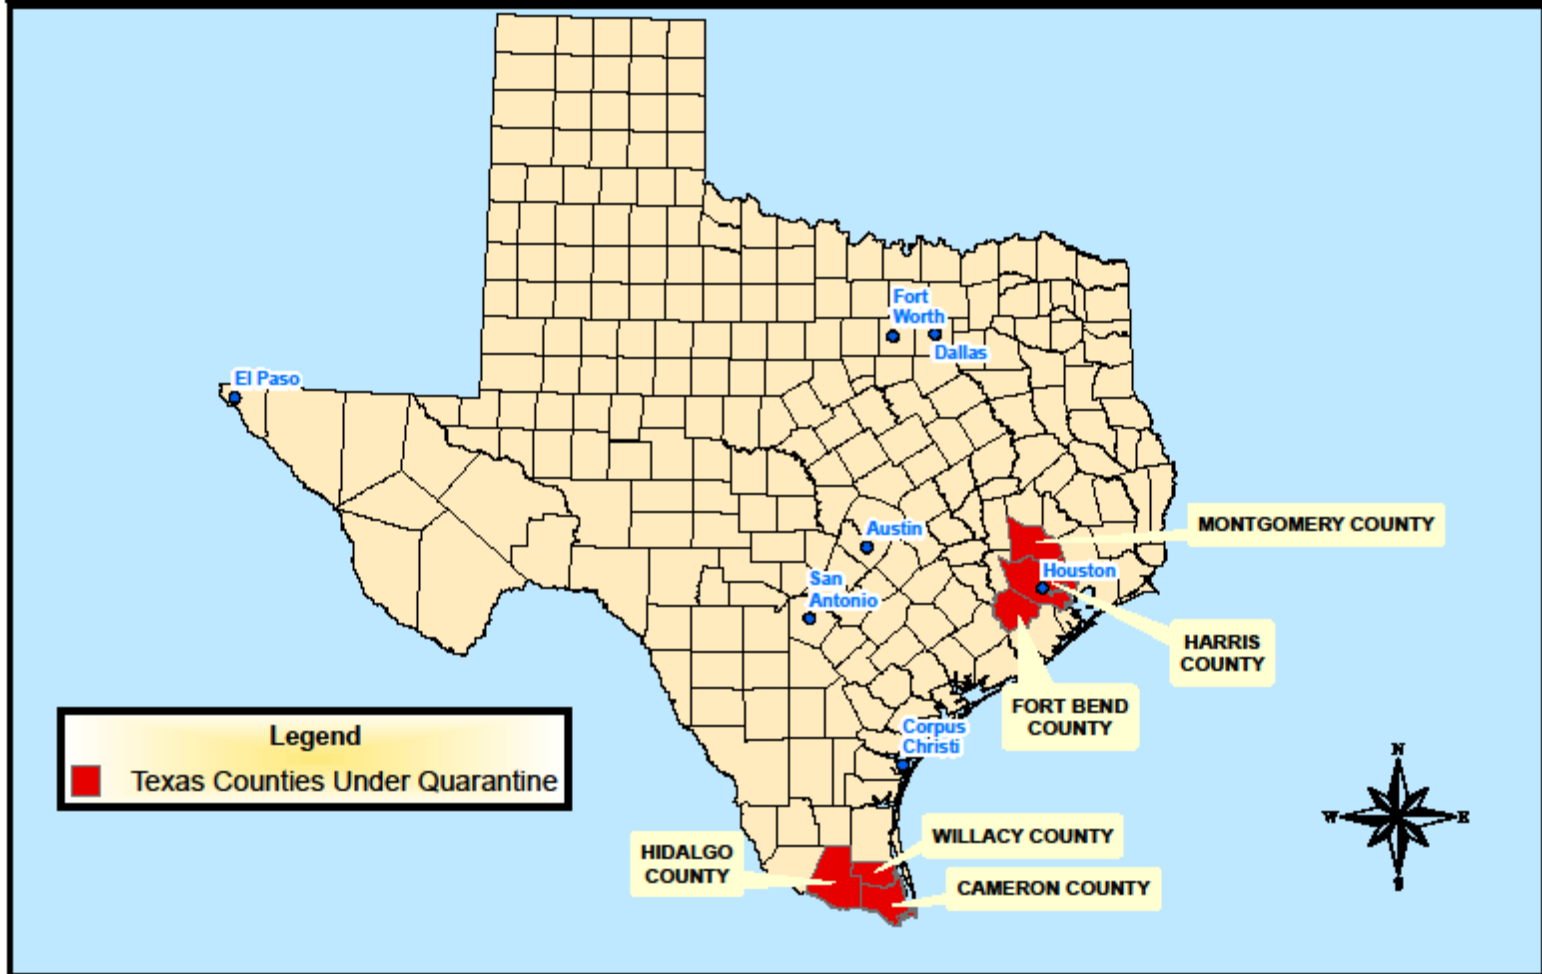 Fort
Worth
Dallas
El Paso
MONTGOMERY COUNTY
Austin
Houston
San
Antonio
HARRIS
COUNTY
FORT BEND
COUNTY
Corpus
Christi
Legend
Texas Counties Under Quarantine
N
W
E
S
WILLACY COUNTY
HIDALGO
COUNTY
CAMERON COUNTY